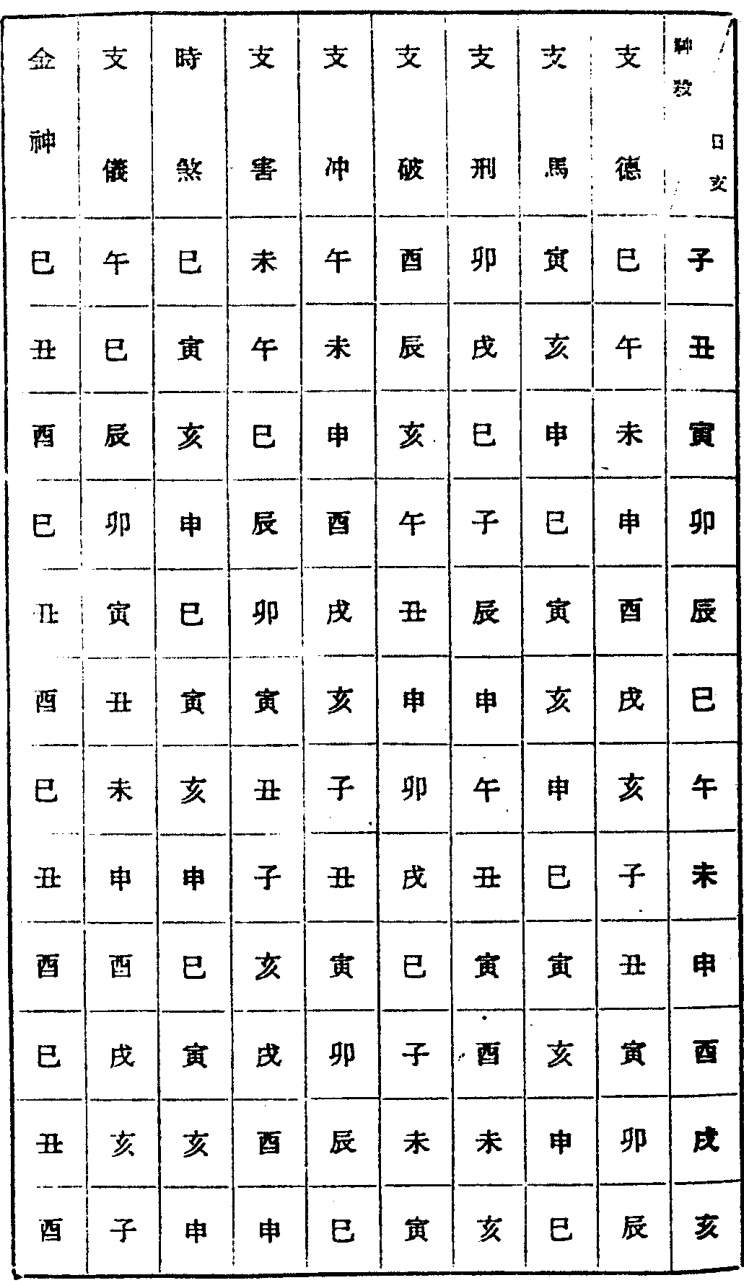 神殺 日支 子 丑 寅 卯 辰 巳 午 未 申 酉 戌 亥
支德 巳 午 未 申 酉 戌 亥 子 丑 寅 卯 辰
支馬 寅 亥 申 巳 寅 亥 申 巳 寅 亥 申 巳
支刑 卯 戌 巳 子 辰 申 午 丑 寅 酉 未 亥
支破 酉 辰 亥 午 丑 申 卯 戌 巳 子 未 寅
支冲 午 未 申 酉 戌 亥 子 丑 寅 卯 辰 巳
支害 未 午 巳 辰 卯 寅 丑 子 亥 戌 酉 申
時煞 巳 寅 亥 申 巳 寅 亥 申 巳 寅 亥 申
支儀 午 巳 辰 卯 寅 丑 未 申 酉 戌 亥 子
金神 巳 丑 酉 巳 丑 酉 巳 丑 酉 巳 丑 酉